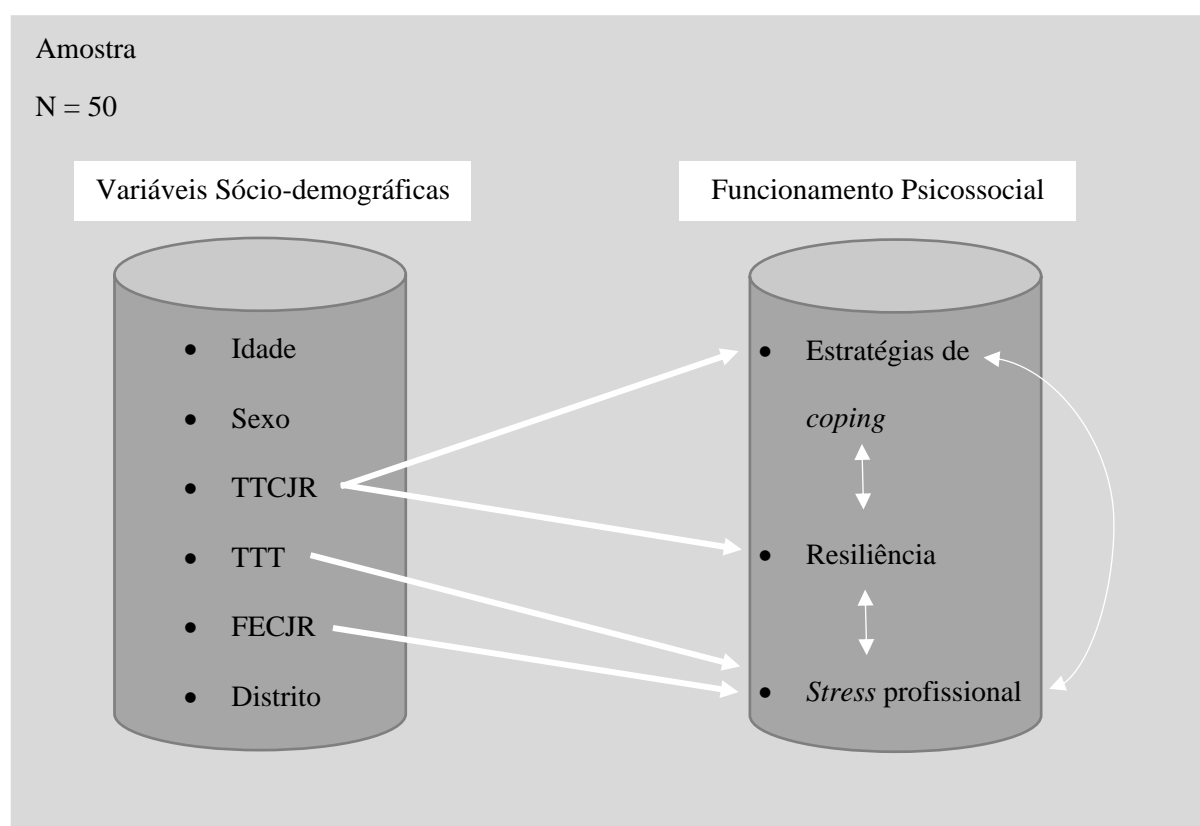 Amostra
N = 50
Variáveis Sócio-demográficas
• Idade
• Sexo
• TTCJR
• TTT
• FECJR
• Distrito
Funcionamento Psicossocial
• Estratégias de
coping
• Resiliência
• Stress profissional